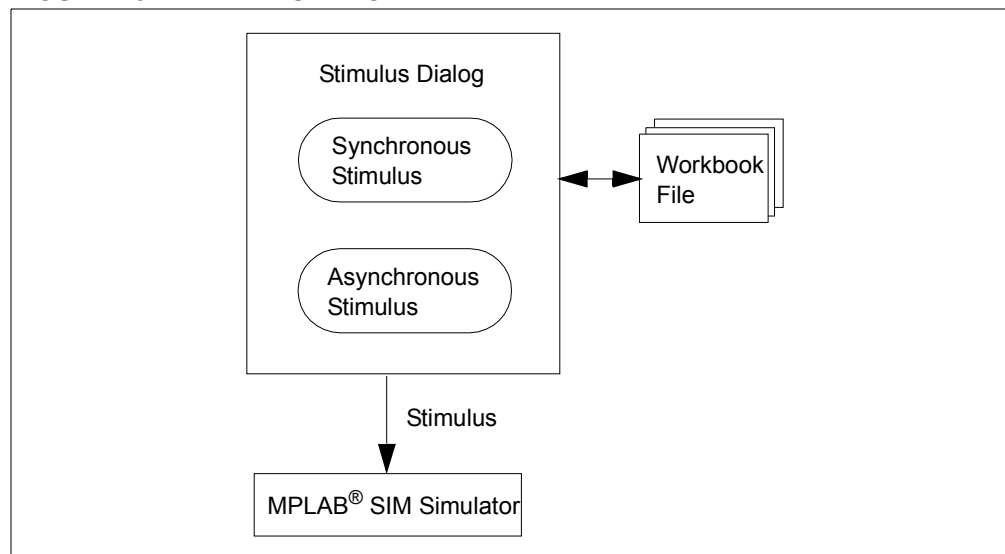 Stimulus Dialog
Synchronous
Stimulus
Workbook
File
Asynchronous
Stimulus
Stimulus
MPLAB® SIM Simulator